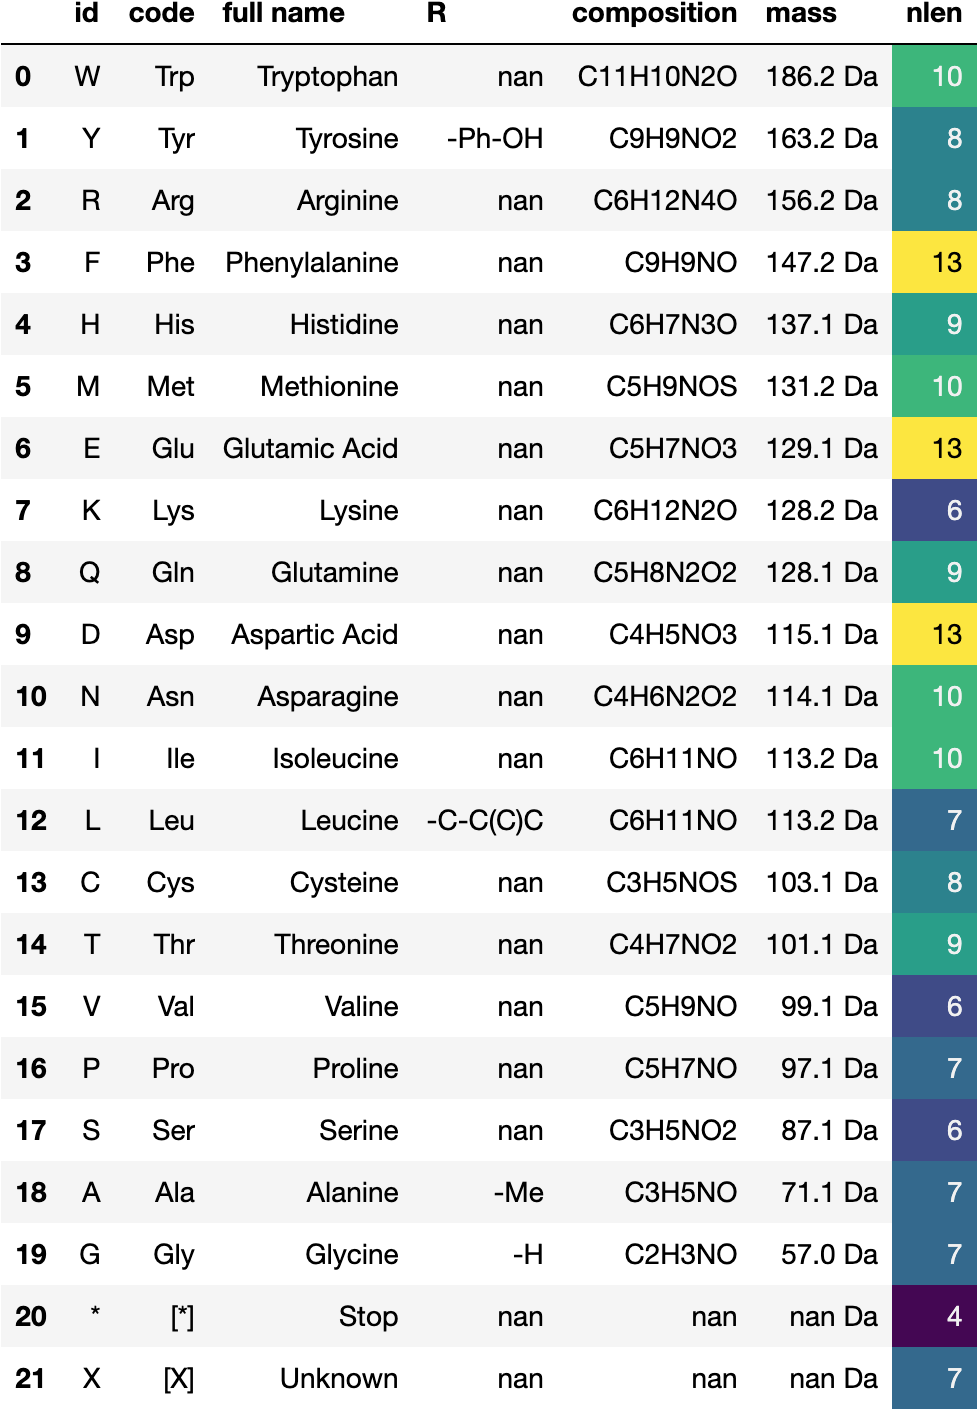 id code full name R composition mass nlen
0 W Trp Tryptophan nan C11H10N2O 186.2 Da 10
1 Y Tyr Tyrosine -Ph-OH C9H9NO2 163.2 Da 8
2 R Arg Arginine nan C6H12N4O 156.2 Da 8
3 F Phe Phenylalanine nan C9H9NO 147.2 Da 13
4 H His Histidine nan C6H7N3O 137.1 Da 9
5 M Met Methionine nan C5H9NOS 131.2 Da 10
6 E Glu Glutamic Acid nan C5H7NO3 129.1 Da 13
7 K Lys Lysine nan C6H12N2O 128.2 Da 6
8 Q Gln Glutamine nan C5H8N2O2 128.1 Da 9
9 D Asp Aspartic Acid nan C4H5NO3 115.1 Da 13
10 N Asn Asparagine nan C4H6N2O2 114.1 Da 10
11 I Ile Isoleucine nan C6H11NO 113.2 Da 10
12 L Leu Leucine -C-C(C)C C6H11NO 113.2 Da 7
13 C Cys Cysteine nan C3H5NOS 103.1 Da 8
14 T Thr Threonine nan C4H7NO2 101.1 Da 9
15 V Val Valine nan C5H9NO 99.1 Da 6
16 P Pro Proline nan C5H7NO 97.1 Da 7
17 S Ser Serine nan C3H5NO2 87.1 Da 6
18 A Ala Alanine -Me C3H5NO 71.1 Da 7
19 G Gly Glycine -H C2H3NO 57.0 Da 7
20 * [*] Stop nan nan nan Da 4
21 X [X] Unknown nan nan nan Da 7